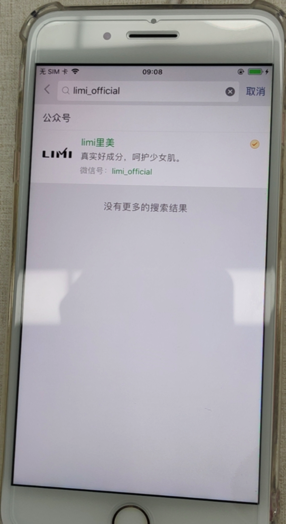 无 SIM 卡 09:08
limi_official 取消
公众号
LIMI limi里美
真实好成分，呵护少女肌。
微信号：limi_official
没有更多的搜索结果